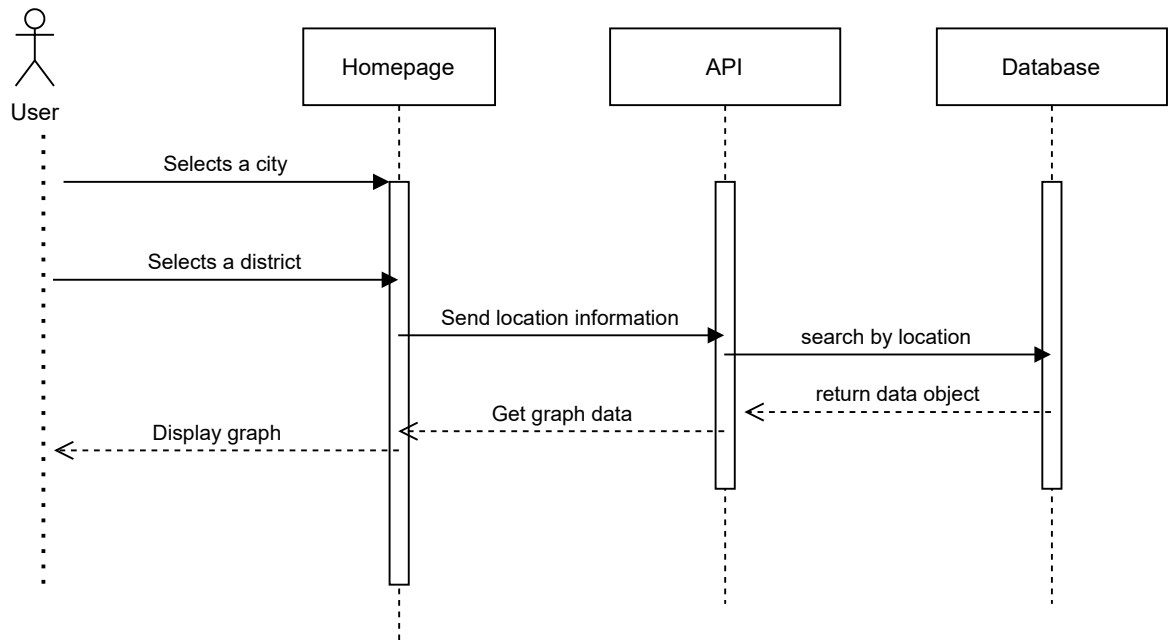 Homepage
API
Database
User
Selects a city
Selects a district
Send location information
search by location
return data object
Get graph data
Display graph